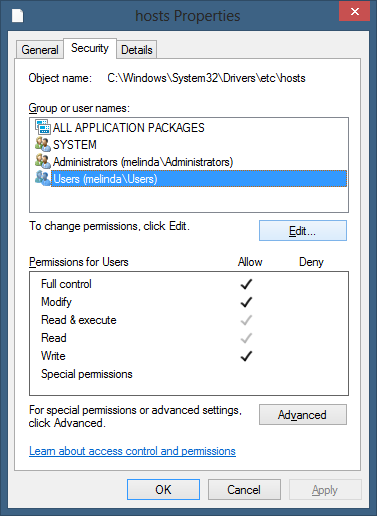 hosts Properties
General Security Details
Object name: C:\Windows\System32\Drivers\etc\hosts
Group or user names:
ALL APPLICATION PACKAGES
SYSTEM
Administrators (melinda\Administrators)
Users (melinda\Users)
To change permissions, click Edit.
Edit...
Permissions for Users Allow Deny
Full control
Modify
Read & execute
Read
Write
Special permissions
For special permissions or advanced settings,
click Advanced.
Advanced
Learn about access control and permissions
OK Cancel Apply